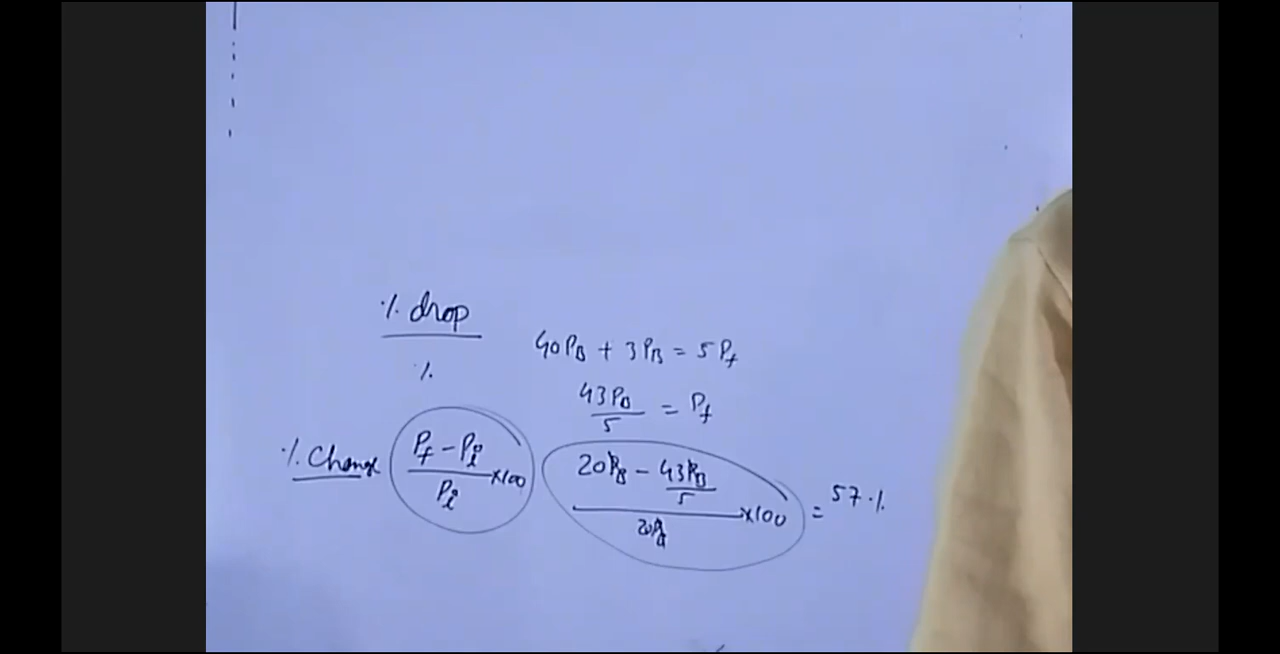 % drop
40P_B + 3P_B = 5P_f
%
43P_B/5 = P_f
% Change (P_f - P_i)/P_i × 100
(20P_B - 43P_B/5)/20P_B × 100 = 57%